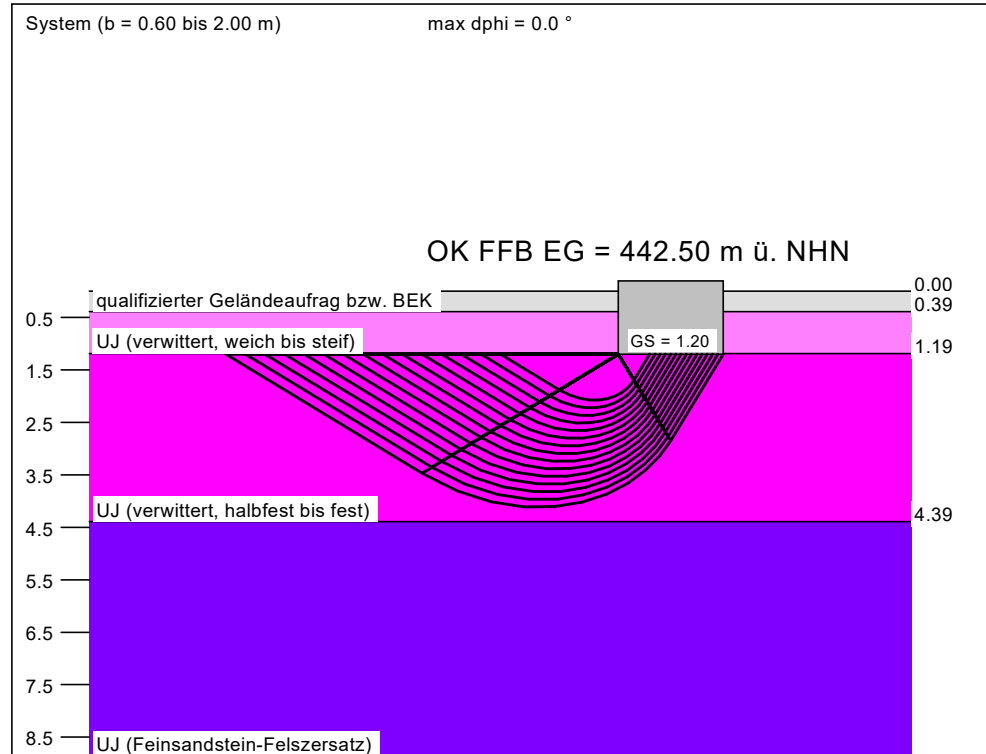 System (b = 0.60 bis 2.00 m) max dphi = 0.0 °
OK FFB EG = 442.50 m ü. NHN
0.00
qualifizierter Geländeaufrag bzw. BEK
0.39
0.5
UJ (verwittert, weich bis steif)
GS = 1.20
1.19
1.5
2.5
3.5
UJ (verwittert, halbfest bis fest)
4.39
4.5
5.5
6.5
7.5
8.5
UJ (Feinsandstein-Felszersatz)